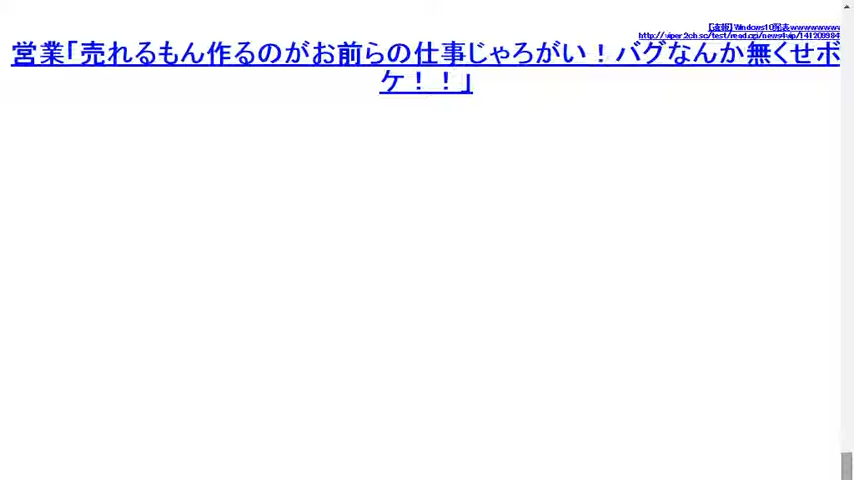 【速報】Windows10発表wwwwwwww
http://viper.2ch.sc/test/read.cgi/news4vip/141209984
営業「売れるもん作るのがお前らの仕事じゃろがい！バグなんか無くせボ
ケ！！」